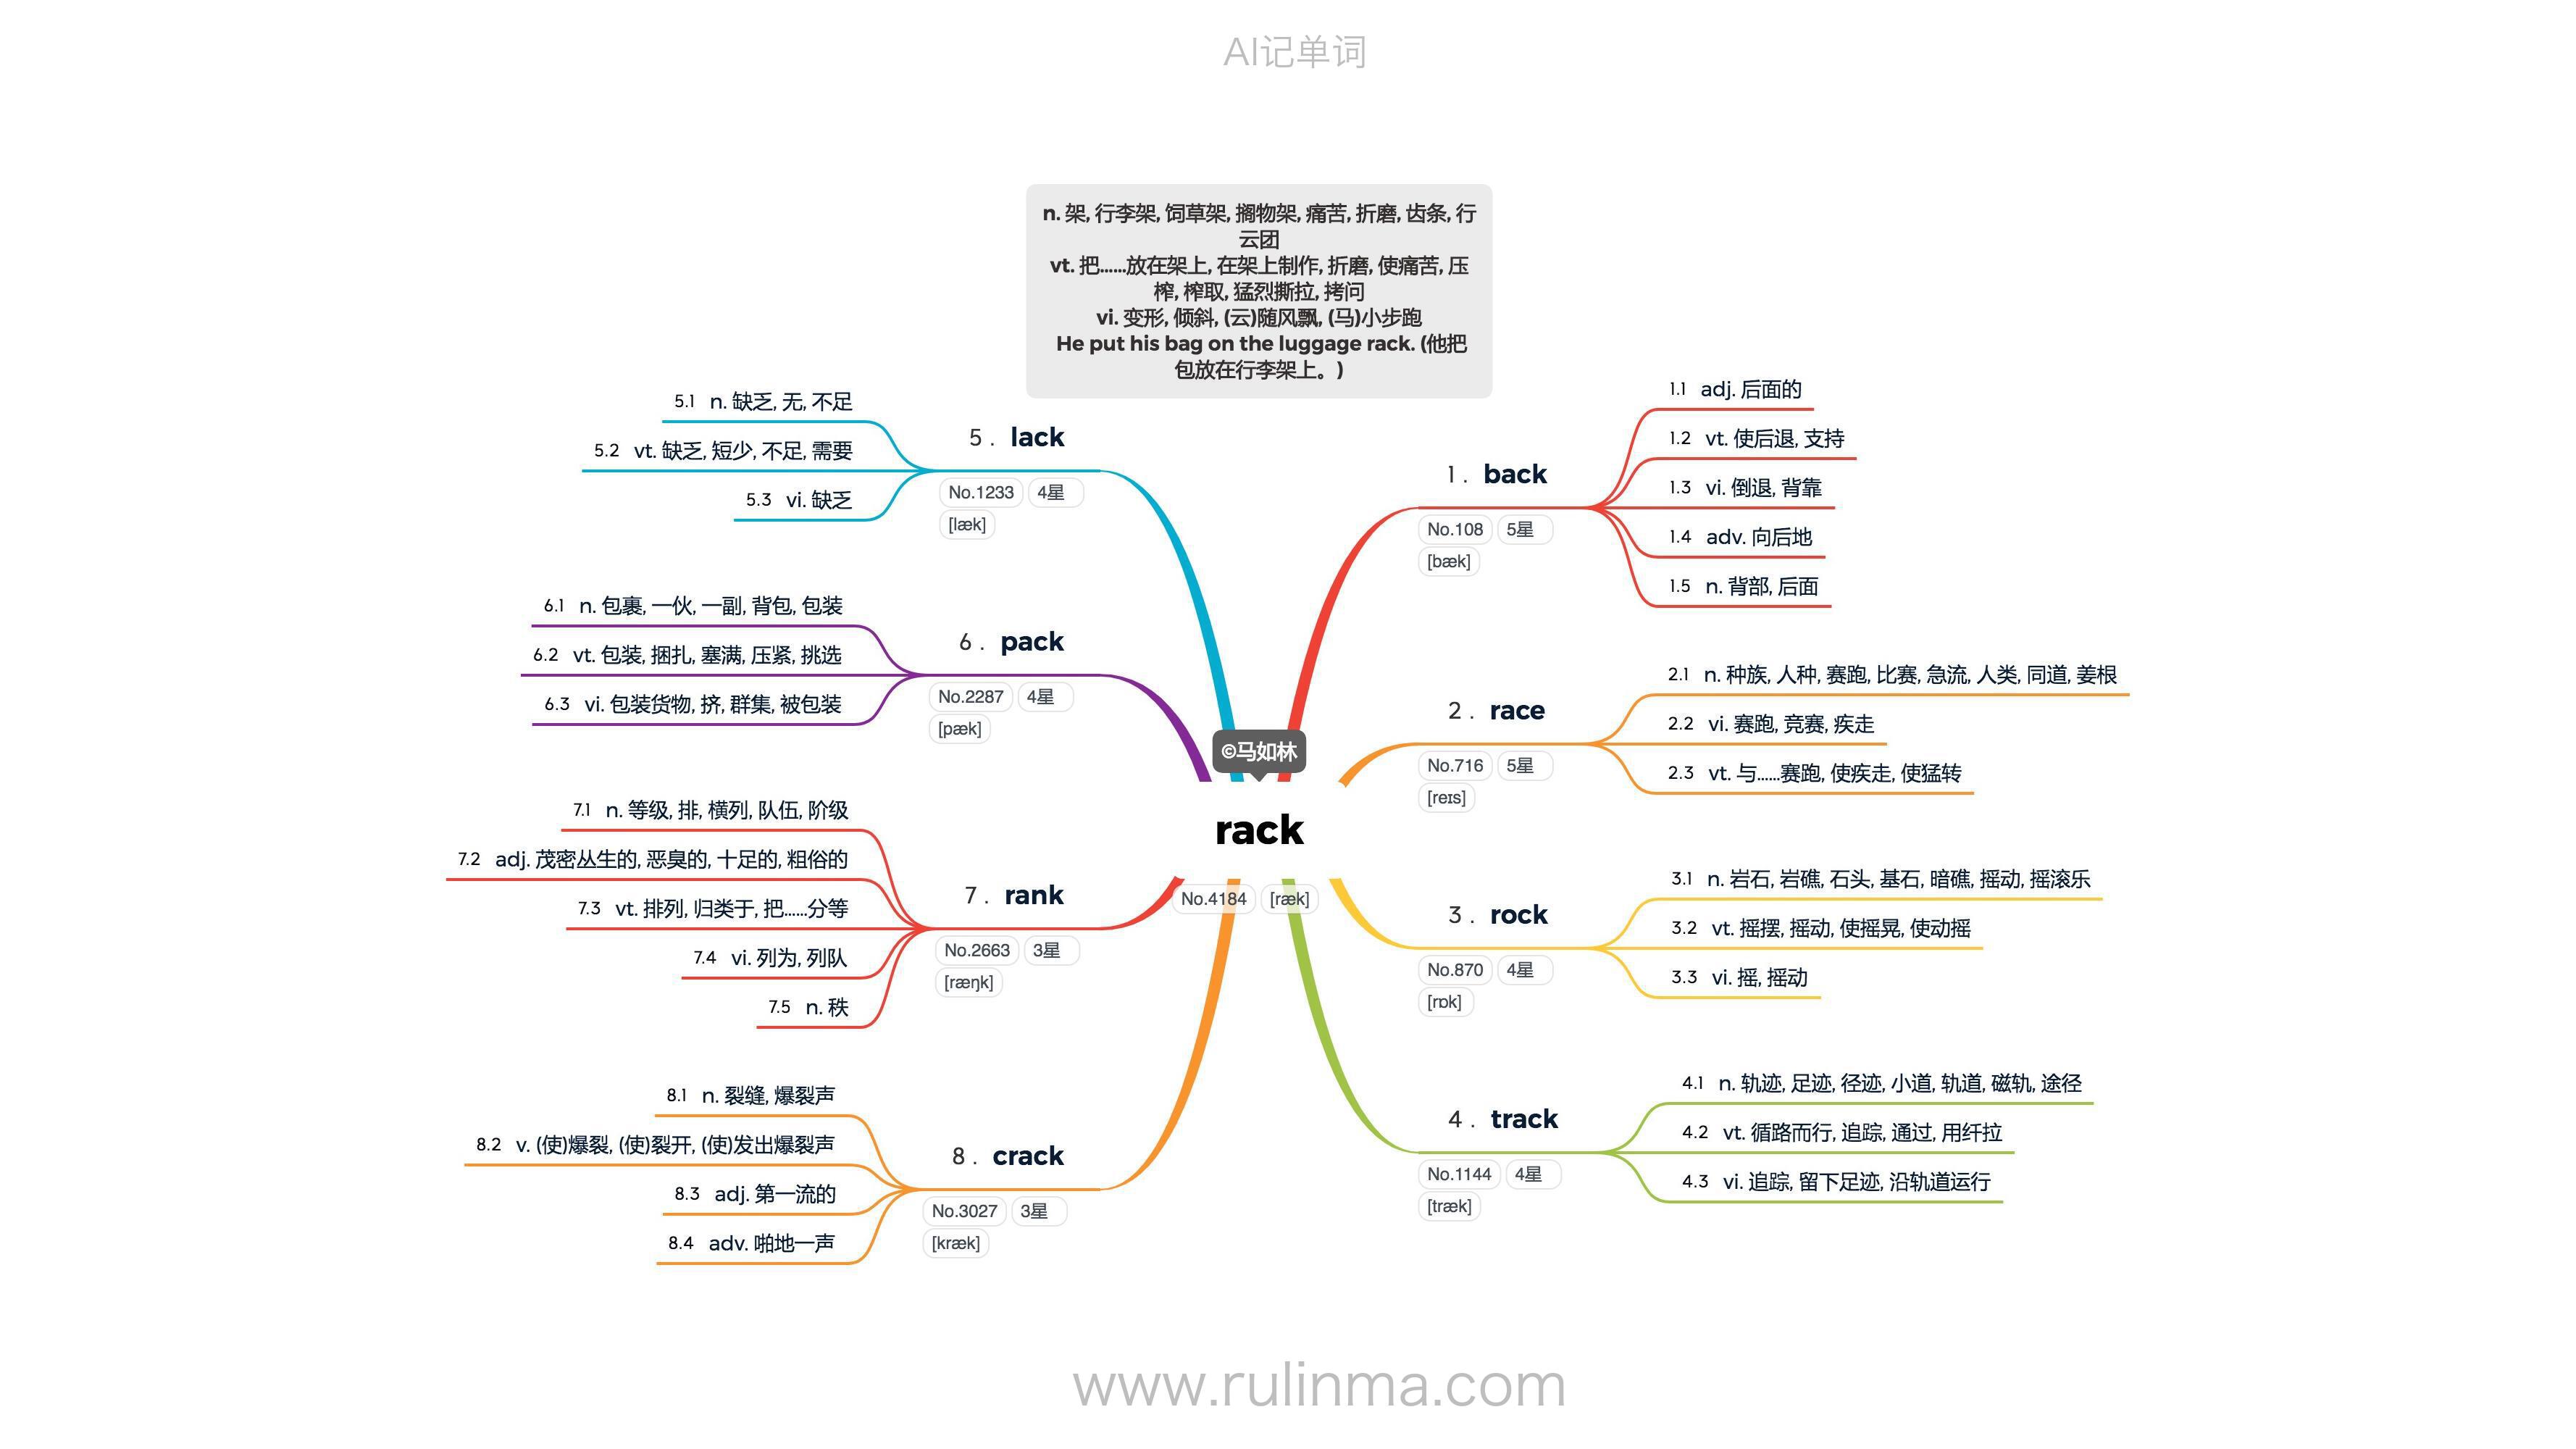 AI记单词
n. 架, 行李架, 饲草架, 搁物架, 痛苦, 折磨, 齿条, 行
云团
vt. 把……放在架上, 在架上制作, 折磨, 使痛苦, 压
榨, 榨取, 猛烈撕拉, 拷问
vi. 变形, 倾斜, (云)随风飘, (马)小步跑
He put his bag on the luggage rack. (他把
包放在行李架上。)
©马如林
rack
No.4184 [ræk]
1 . back
No.108 5星
[bæk]
1.1 adj. 后面的
1.2 vt. 使后退, 支持
1.3 vi. 倒退, 背靠
1.4 adv. 向后地
1.5 n. 背部, 后面
2 . race
No.716 5星
[reɪs]
2.1 n. 种族, 人种, 赛跑, 比赛, 急流, 人类, 同道, 姜根
2.2 vi. 赛跑, 竞赛, 疾走
2.3 vt. 与……赛跑, 使疾走, 使猛转
3 . rock
No.870 4星
[rɒk]
3.1 n. 岩石, 岩礁, 石头, 基石, 暗礁, 摇动, 摇滚乐
3.2 vt. 摇摆, 摇动, 使摇晃, 使动摇
3.3 vi. 摇, 摇动
4 . track
No.1144 4星
[træk]
4.1 n. 轨迹, 足迹, 径迹, 小道, 轨道, 磁轨, 途径
4.2 vt. 循路而行, 追踪, 通过, 用纤拉
4.3 vi. 追踪, 留下足迹, 沿轨道运行
5 . lack
No.1233 4星
[læk]
5.1 n. 缺乏, 无, 不足
5.2 vt. 缺乏, 短少, 不足, 需要
5.3 vi. 缺乏
6 . pack
No.2287 4星
[pæk]
6.1 n. 包裹, 一伙, 一副, 背包, 包装
6.2 vt. 包装, 捆扎, 塞满, 压紧, 挑选
6.3 vi. 包装货物, 挤, 群集, 被包装
7 . rank
No.2663 3星
[ræŋk]
7.1 n. 等级, 排, 横列, 队伍, 阶级
7.2 adj. 茂密丛生的, 恶臭的, 十足的, 粗俗的
7.3 vt. 排列, 归类于, 把……分等
7.4 vi. 列为, 列队
7.5 n. 秩
8 . crack
No.3027 3星
[kræk]
8.1 n. 裂缝, 爆裂声
8.2 v. (使)爆裂, (使)裂开, (使)发出爆裂声
8.3 adj. 第一流的
8.4 adv. 啪地一声
www.rulinma.com